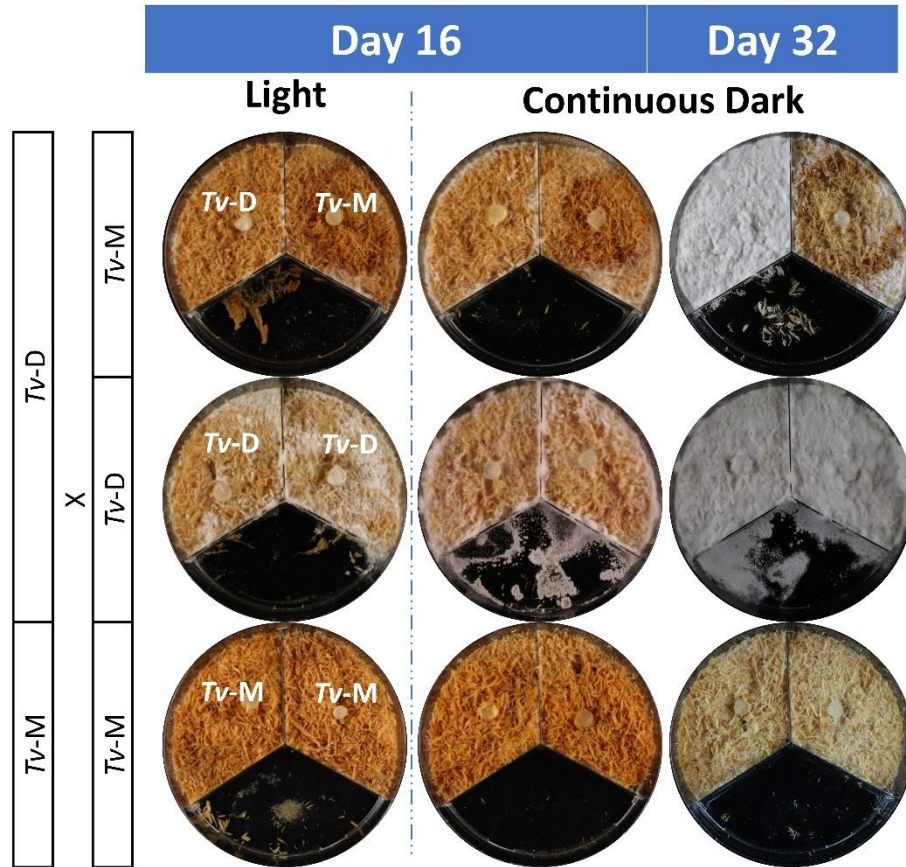 Day 16 Day 32
Light Continuous Dark
Tv-D Tv-M
Tv-D
Tv-M
X
Tv-D Tv-D
Tv-D
Tv-M Tv-M
Tv-M
Tv-M